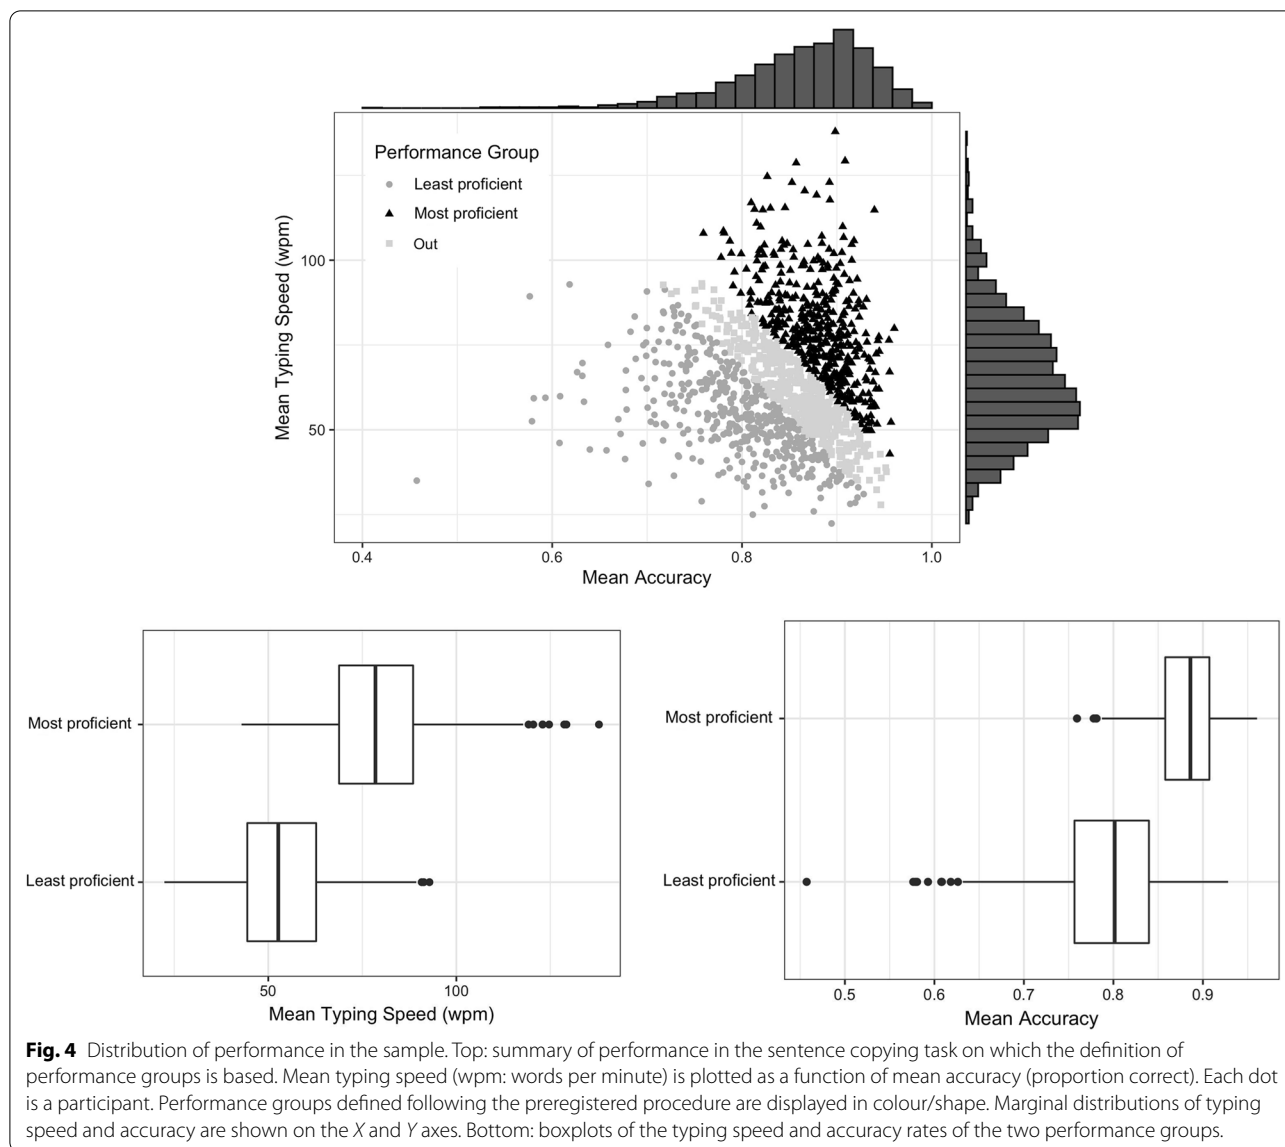 Performance Group
Least proficient
Most proficient
Out
Mean Typing Speed (wpm)
100
50
0.4 0.6 0.8 1.0
Mean Accuracy
Most proficient
Least proficient
50 100
Mean Typing Speed (wpm)
Most proficient
Least proficient
0.5 0.6 0.7 0.8 0.9
Mean Accuracy
Fig. 4 Distribution of performance in the sample. Top: summary of performance in the sentence copying task on which the definition of
performance groups is based. Mean typing speed (wpm: words per minute) is plotted as a function of mean accuracy (proportion correct). Each dot
is a participant. Performance groups defined following the preregistered procedure are displayed in colour/shape. Marginal distributions of typing
speed and accuracy are shown on the X and Y axes. Bottom: boxplots of the typing speed and accuracy rates of the two performance groups.